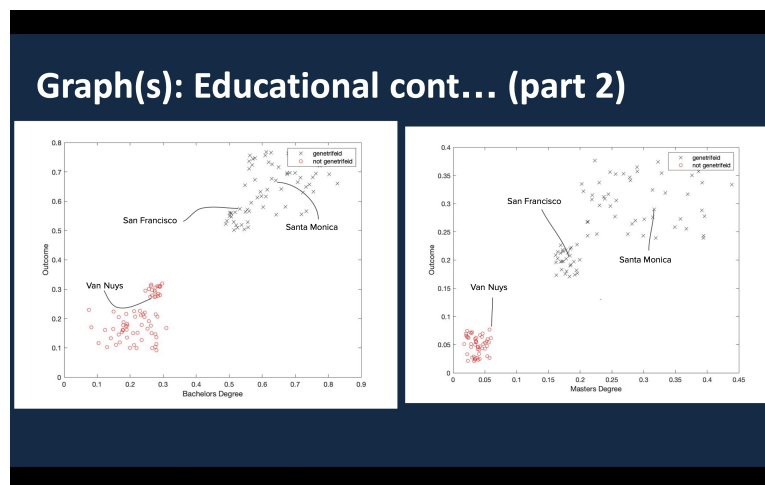 Graph(s): Educational cont... (part 2)
0.8
0.7
0.6
0.5
0.4
0.3
0.2
0.1
0
Outcome
genetrifeid
not genetrifeid
San Francisco
Santa Monica
Van Nuys
0 0.1 0.2 0.3 0.4 0.5 0.6 0.7 0.8 0.9
Bachelors Degree
0.4
0.35
0.3
0.25
0.2
0.15
0.1
0.05
0
Outcome
genetrifeid
not genetrifeid
San Francisco
Santa Monica
Van Nuys
0 0.05 0.1 0.15 0.2 0.25 0.3 0.35 0.4 0.45
Masters Degree